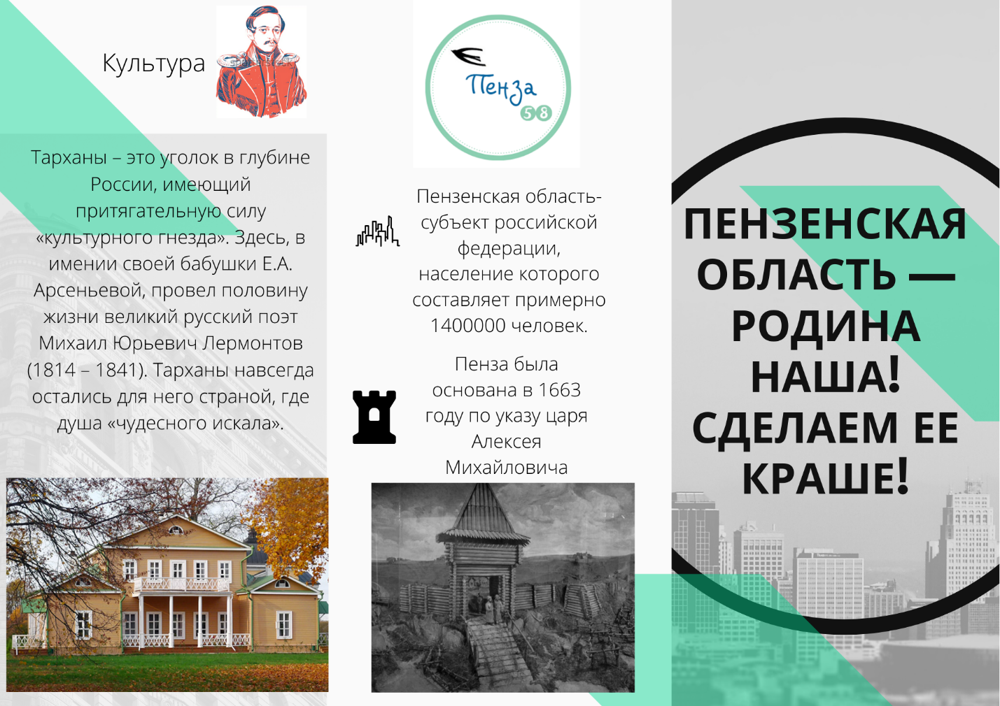 Культура
shutterstock
Тарханы – это уголок в глубине
России, имеющий
притягательную силу
«культурного гнезда». Здесь, в
имении своей бабушки Е.А.
Арсеньевой, провел половину
жизни великий русский поэт
Михаил Юрьевич Лермонтов
(1814 – 1841). Тарханы навсегда
остались для него страной, где
душа «чудесного искала».
Пенза
58
Пензенская область-
субъект российской
федерации,
население которого
составляет примерно
1400000 человек.
Пенза была
основана в 1663
году по указу царя
Алексея
Михайловича
ПЕНЗЕНСКАЯ
ОБЛАСТЬ —
РОДИНА
НАША!
СДЕЛАЕМ ЕЕ
КРАШЕ!